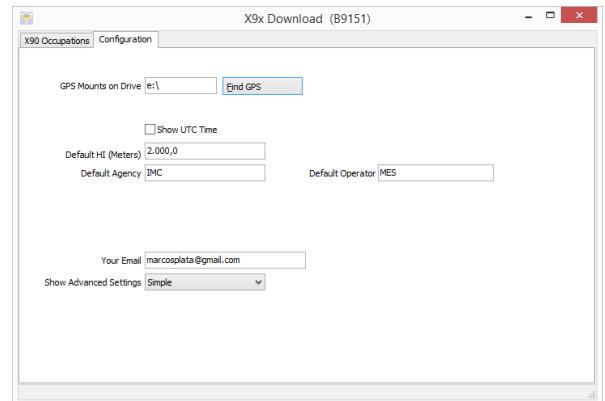 X9x Download (B9151)
X90 Occupations Configuration
GPS Mounts on Drive e:\ Find GPS
Show UTC Time
Default HI (Meters) 2.000,0
Default Agency IMC Default Operator MES
Your Email marcosplata@gmail.com
Show Advanced Settings Simple